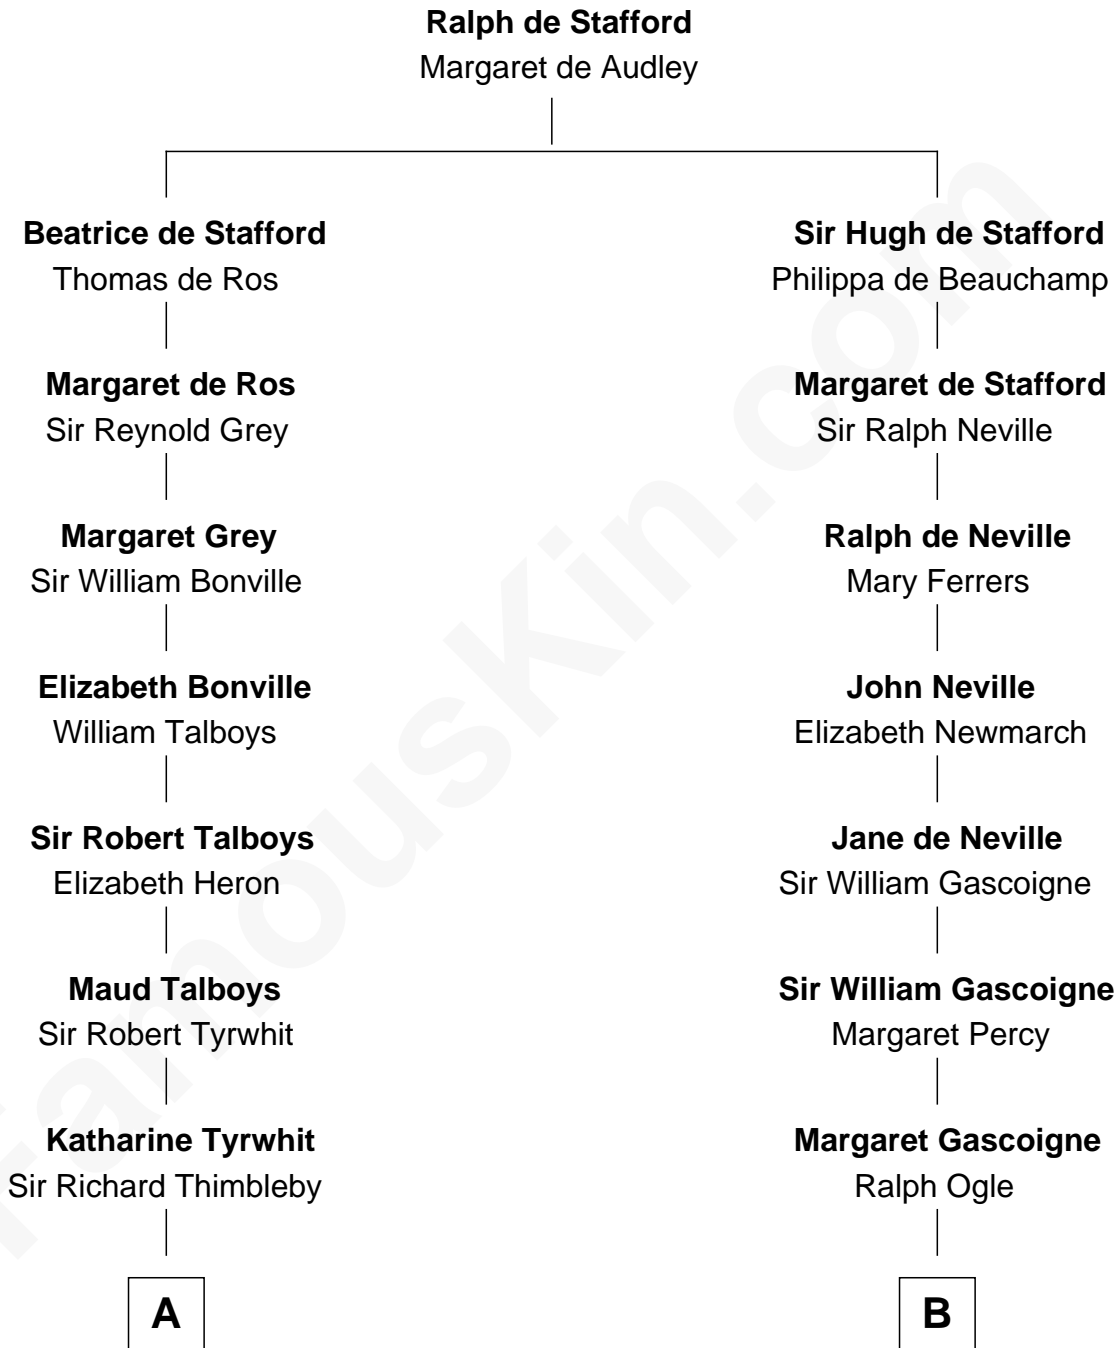 Ralph de Stafford
Margaret de Audley
Beatrice de Stafford
Thomas de Ros
Margaret de Ros
Sir Reynold Grey
Margaret Grey
Sir William Bonville
Elizabeth Bonville
William Talboys
Sir Robert Talboys
Elizabeth Heron
Maud Talboys
Sir Robert Tyrwhit
Katharine Tyrwhit
Sir Richard Thimbleby
A
Sir Hugh de Stafford
Philippa de Beauchamp
Margaret de Stafford
Sir Ralph Neville
Ralph de Neville
Mary Ferrers
John Neville
Elizabeth Newmarch
Jane de Neville
Sir William Gascoigne
Sir William Gascoigne
Margaret Percy
Margaret Gascoigne
Ralph Ogle
B
FamousKin.com